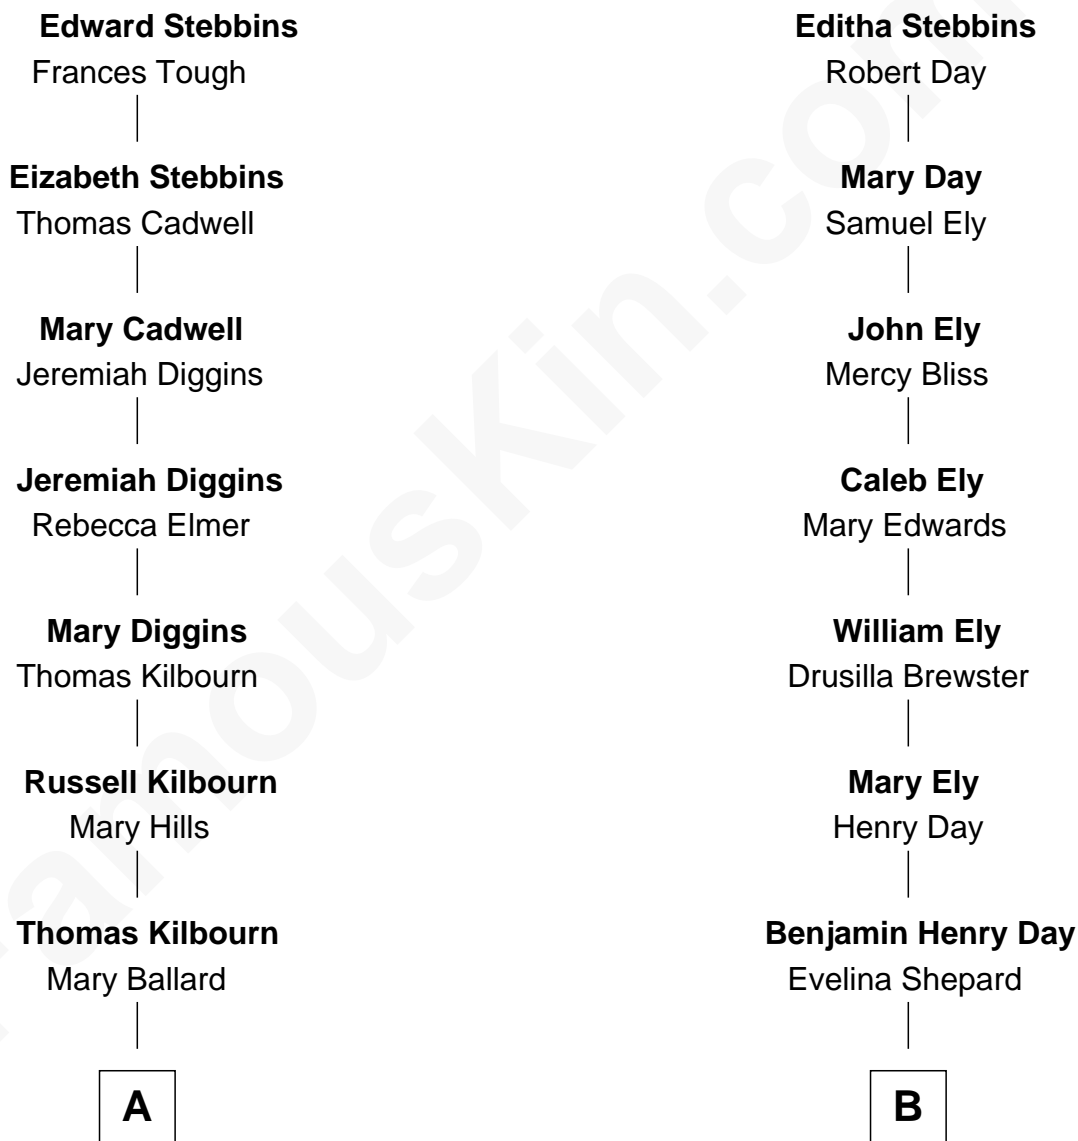 Edward Stebbins
Frances Tough
Eizabeth Stebbins
Thomas Cadwell
Mary Cadwell
Jeremiah Diggins
Jeremiah Diggins
Rebecca Elmer
Mary Diggins
Thomas Kilbourn
Russell Kilbourn
Mary Hills
Thomas Kilbourn
Mary Ballard
A
Editha Stebbins
Robert Day
Mary Day
Samuel Ely
John Ely
Mercy Bliss
Caleb Ely
Mary Edwards
William Ely
Drusilla Brewster
Mary Ely
Henry Day
Benjamin Henry Day
Evelina Shepard
B
FamousKin.com